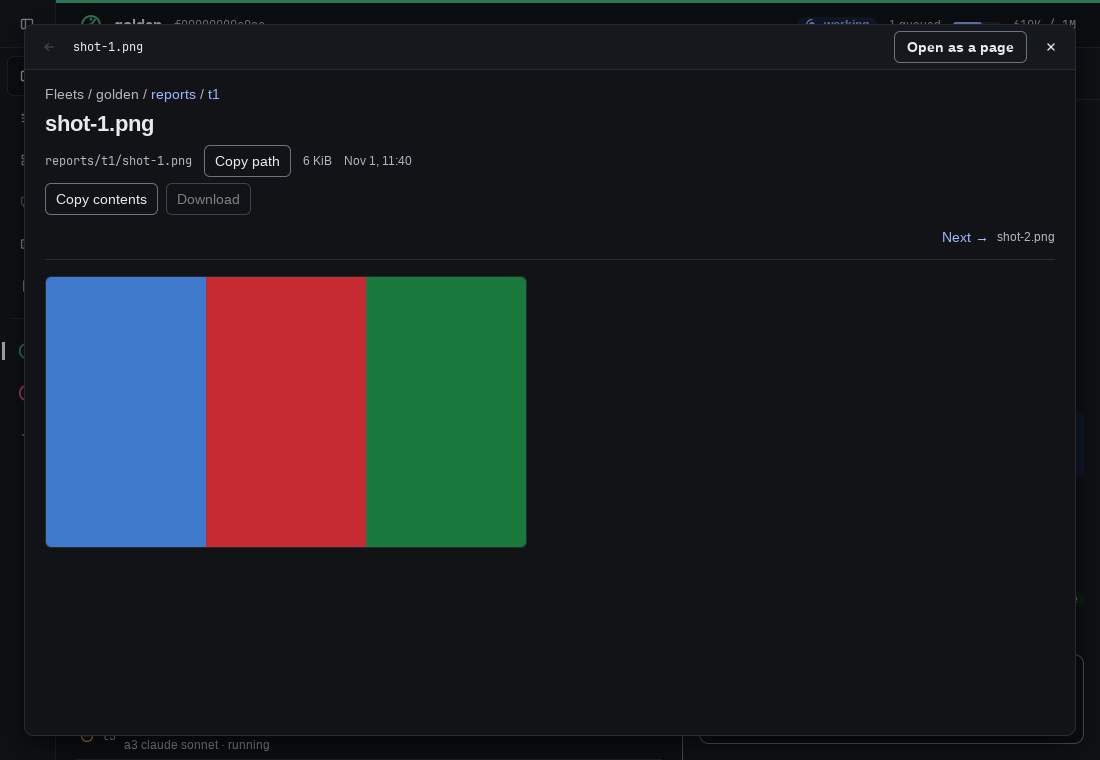 shot-1.png
Open as a page
Fleets / golden / reports / t1
shot-1.png
reports/t1/shot-1.png Copy path 6 KiB Nov 1, 11:40
Copy contents Download
Next → shot-2.png
a3 claude sonnet · running